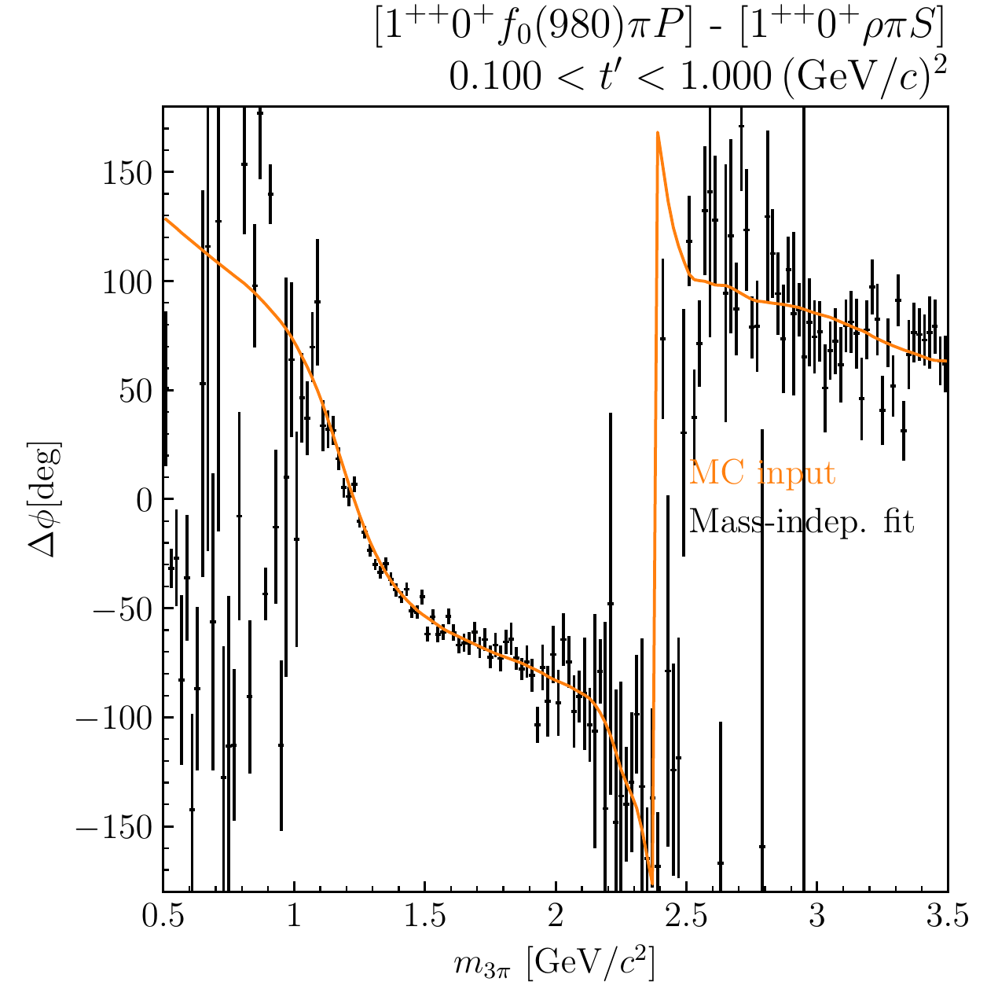 [1⁺⁺0⁺f₀(980)πP] - [1⁺⁺0⁺ρπS]
0.100 < t′ < 1.000 (GeV/c)²
150
100
50
0
−50
−100
−150
Δϕ[deg]
MC input
Mass-indep. fit
0.5 1 1.5 2 2.5 3 3.5
m₃π [GeV/c²]